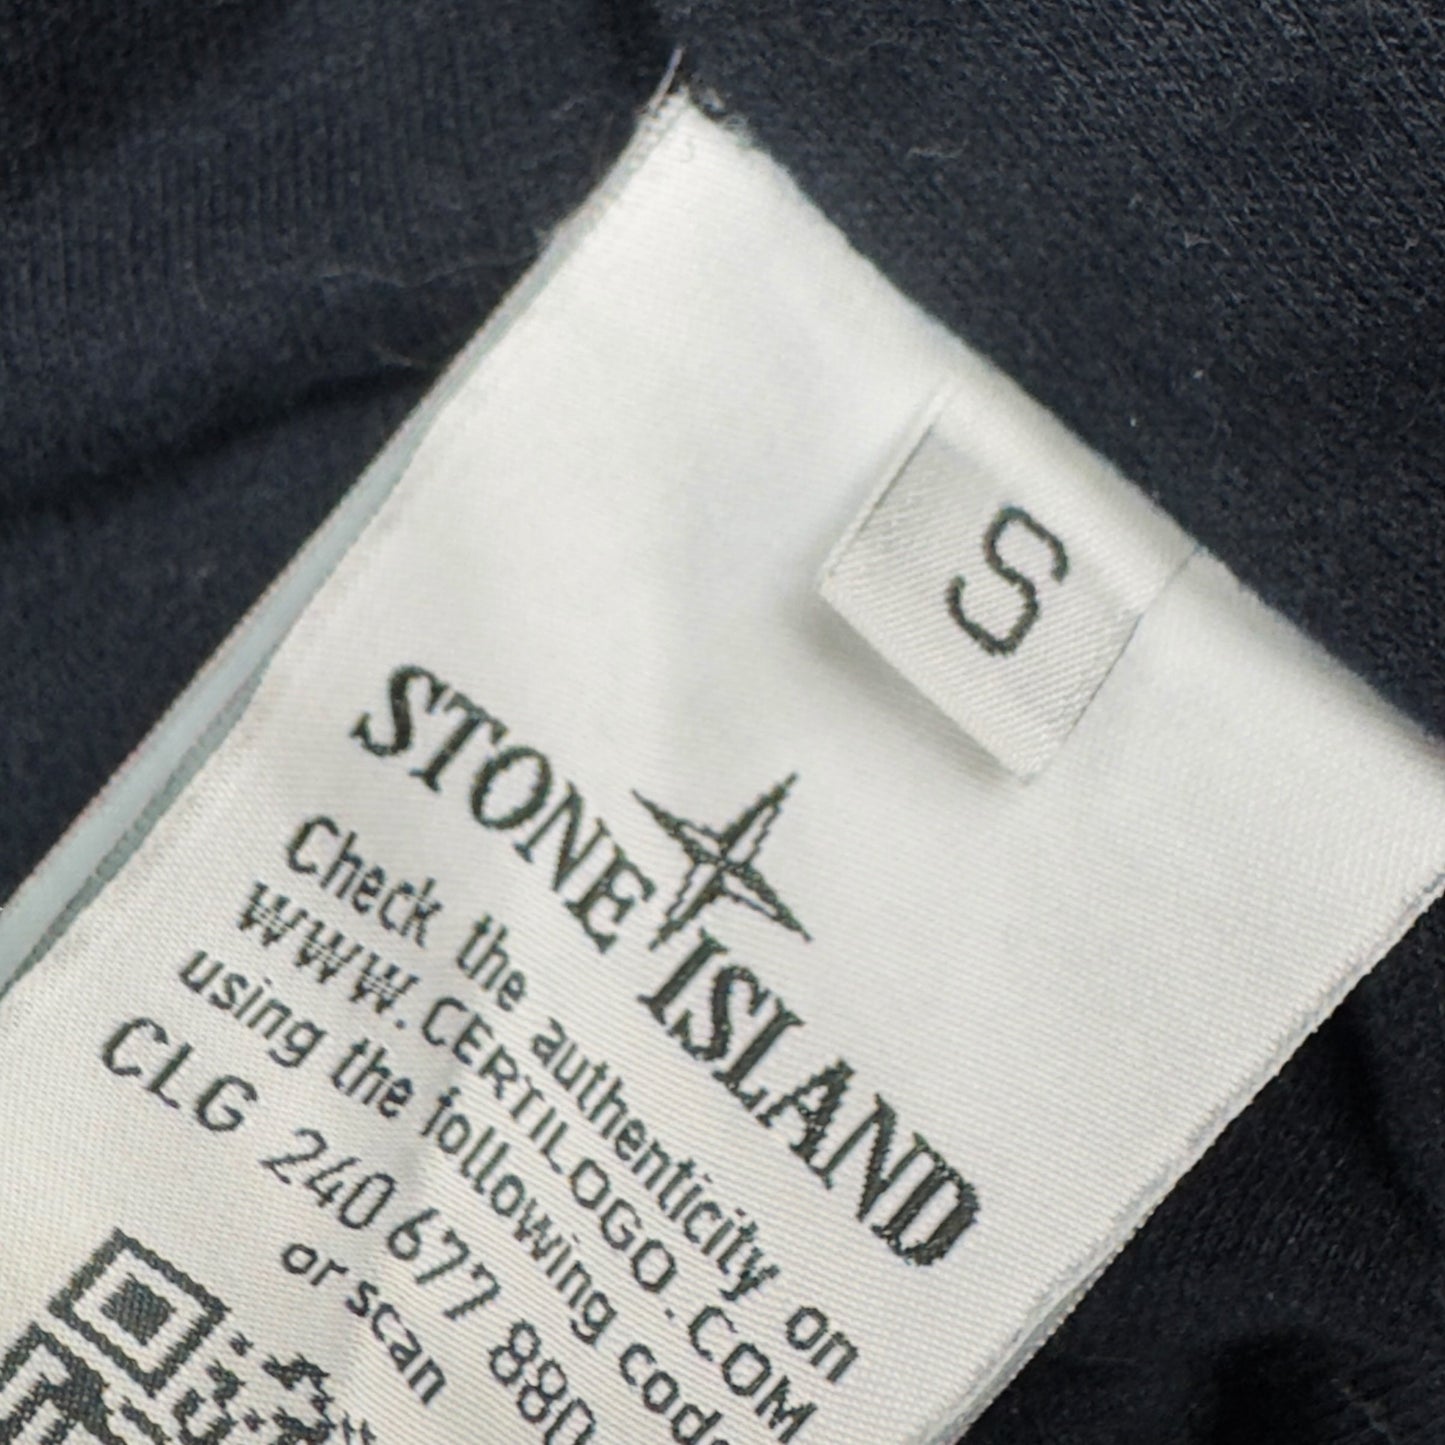 S
STONE ISLAND
Check the authenticity on
WWW.CERTILOGO.COM
using the following code
CLG 240 677 880
or scan